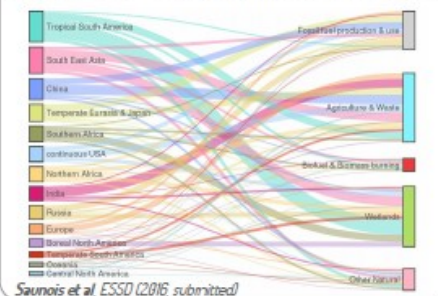 Tropical South America
South East Asia
China
Temperate Eurasia & Japan
Southern Africa
continuous USA
Northern Africa
India
Russia
Europe
Boreal North America
Temperate South America
Oceania
Central North America
Fossil fuel production & use
Agriculture & Waste
Biofuel & Biomass burning
Wetlands
Other Natural
Saunois et al ESSD (2016 submitted)